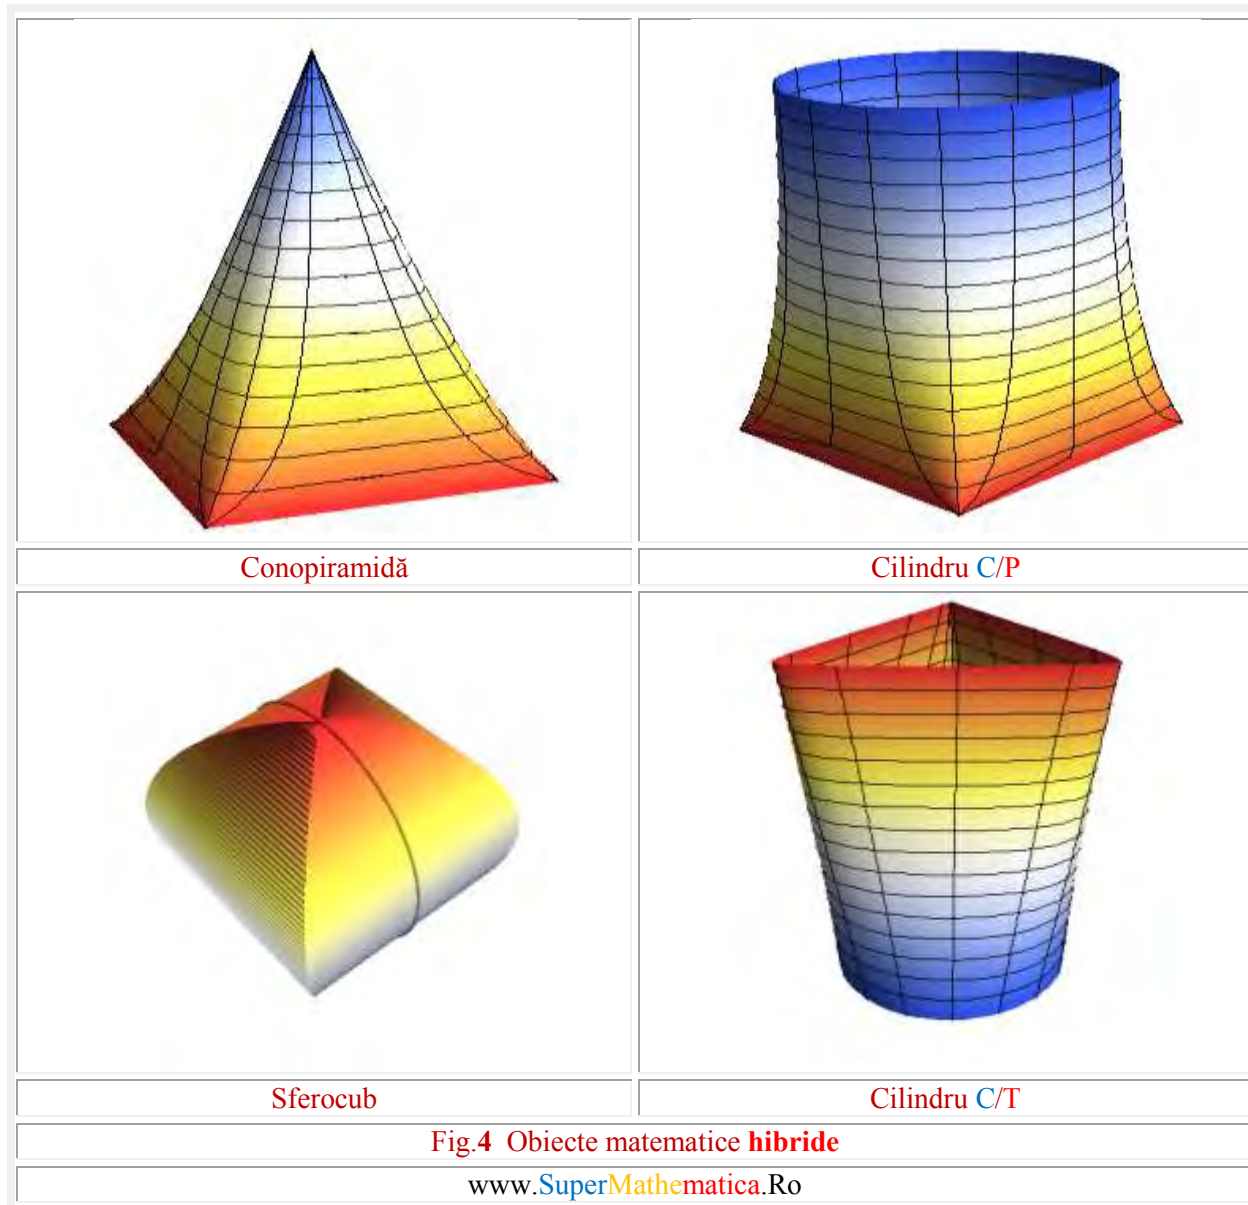 Conopiramidă
Cilindru C/P
Sferocub
Cilindru C/T
Fig.4 Obiecte matematice hibride
www.SuperMathematica.Ro